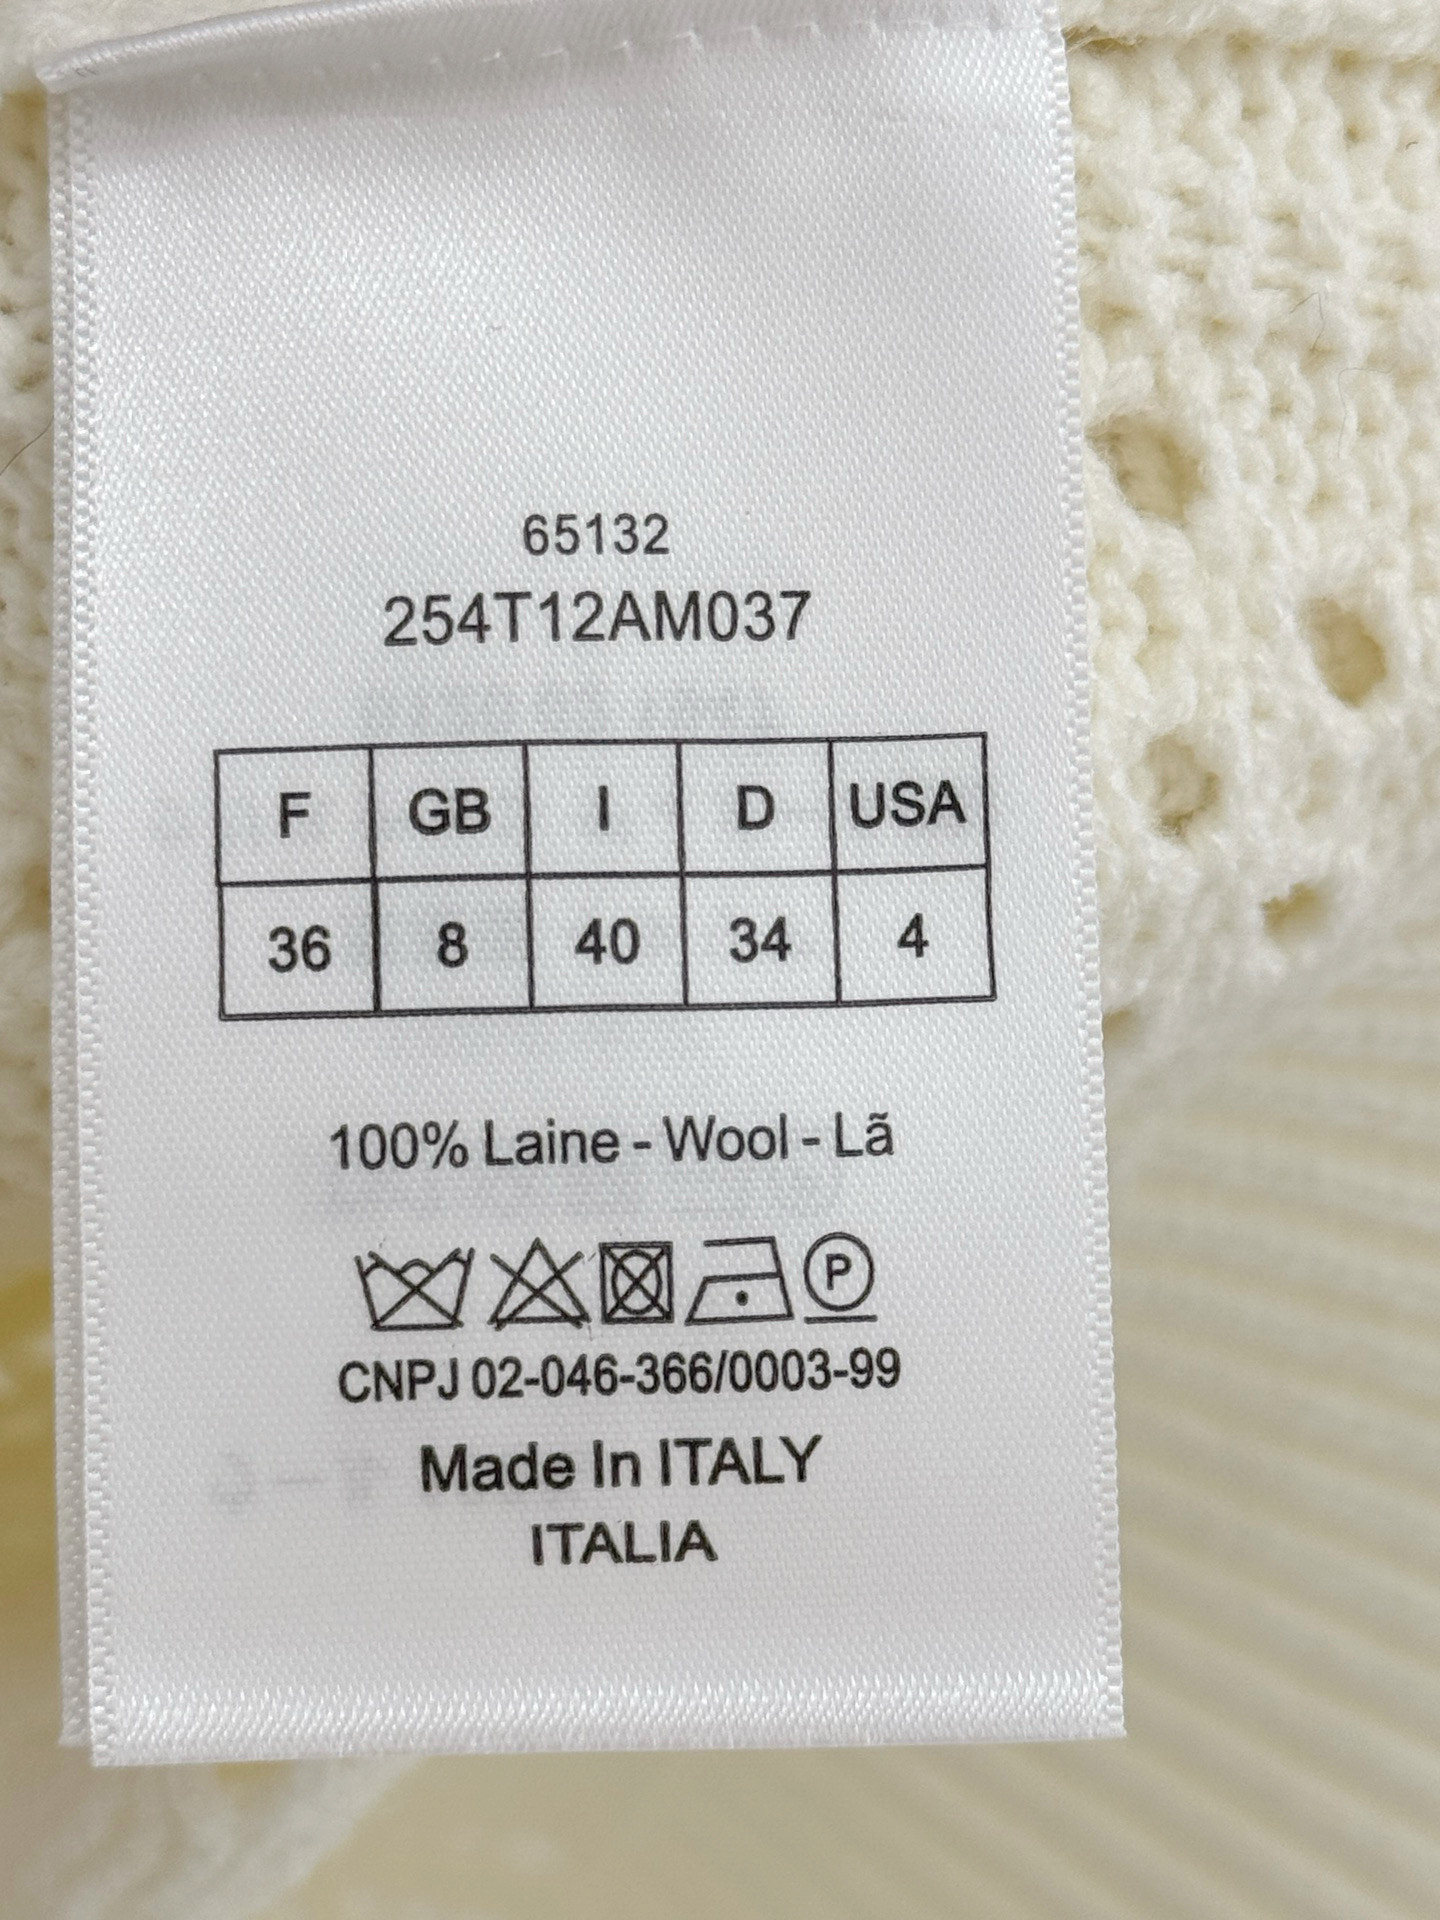 65132
254T12AM037
F GB I D USA
36 8 40 34 4
100% Laine - Wool - Lã
P
CNPJ 02-046-366/0003-99
Made In ITALY
ITALIA